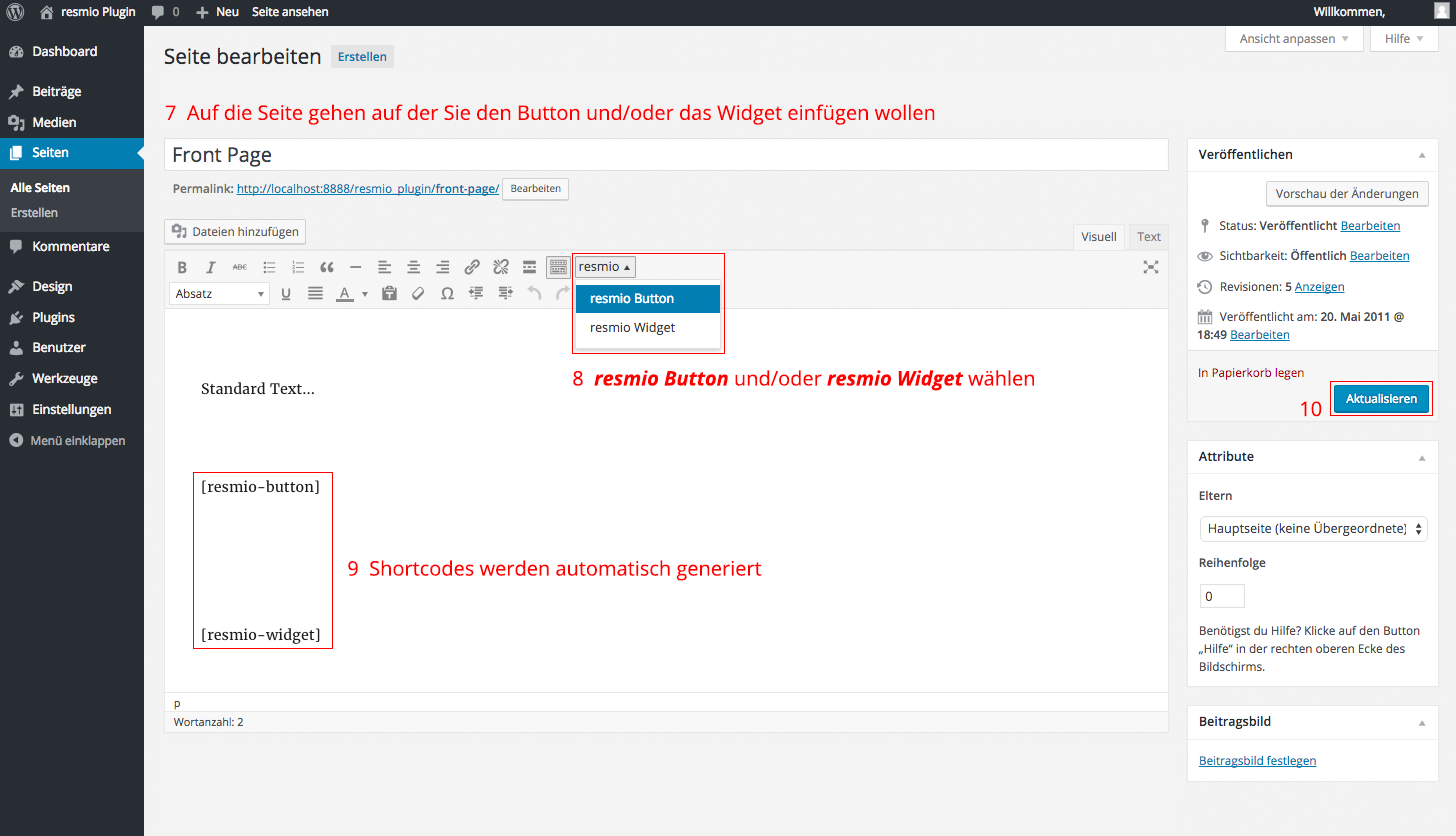 resmio Plugin 0 Neu Seite ansehen Willkommen,
Dashboard
Beiträge
Medien
Seiten
Alle Seiten
Erstellen
Kommentare
Design
Plugins
Benutzer
Werkzeuge
Einstellungen
Menü einklappen
Ansicht anpassen Hilfe
Seite bearbeiten Erstellen
7 Auf die Seite gehen auf der Sie den Button und/oder das Widget einfügen wollen
Front Page
Permalink: http://localhost:8888/resmio_plugin/front-page/ Bearbeiten
Dateien hinzufügen
Visuell Text
B I ABC resmio
Absatz U A Ω
resmio Button
resmio Widget
8 resmio Button und/oder resmio Widget wählen
Standard Text...
[resmio-button]
9 Shortcodes werden automatisch generiert
[resmio-widget]
p
Wortanzahl: 2
Veröffentlichen
Vorschau der Änderungen
Status: Veröffentlicht Bearbeiten
Sichtbarkeit: Öffentlich Bearbeiten
Revisionen: 5 Anzeigen
Veröffentlicht am: 20. Mai 2011 @
18:49 Bearbeiten
In Papierkorb legen
10 Aktualisieren
Attribute
Eltern
Hauptseite (keine Übergeordnete)
Reihenfolge
0
Benötigst du Hilfe? Klicke auf den Button
„Hilfe“ in der rechten oberen Ecke des
Bildschirms.
Beitragsbild
Beitragsbild festlegen